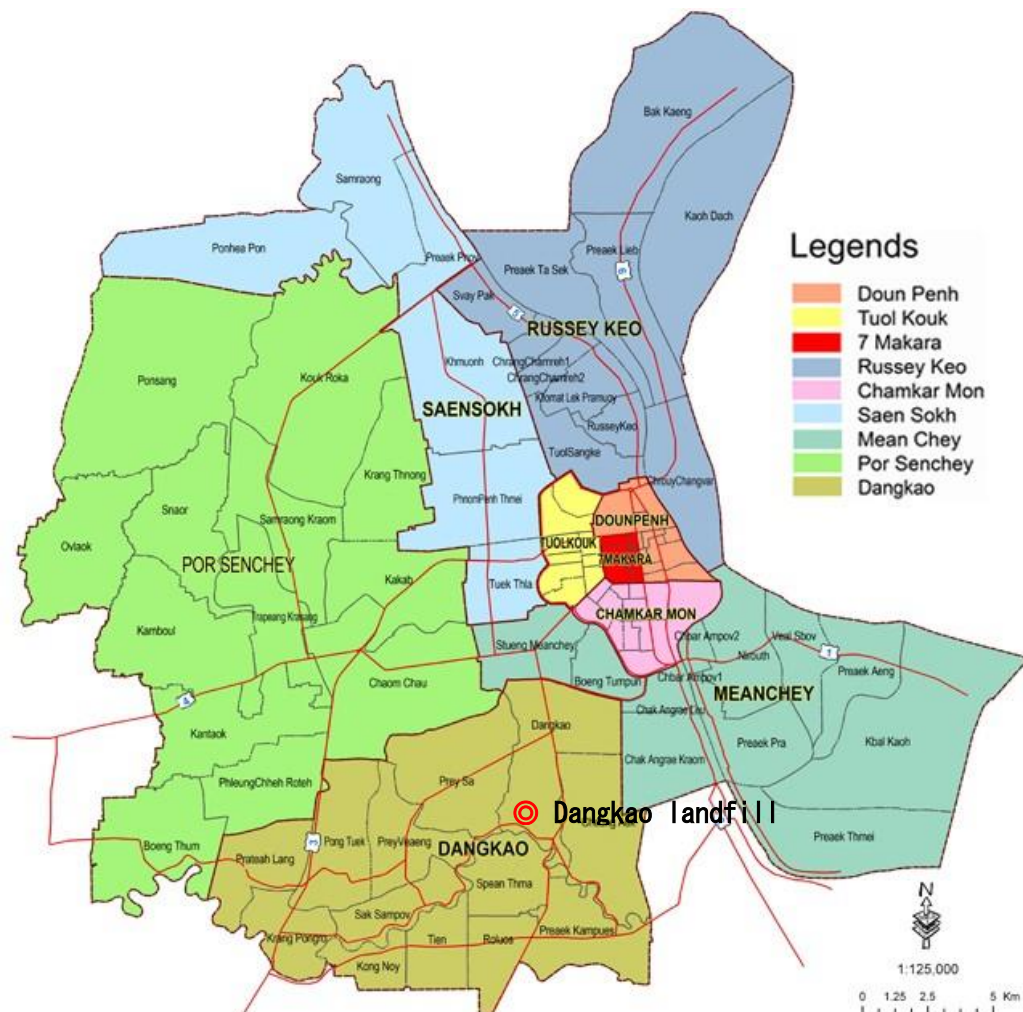 Bak Kaeng
Samraong
Kaoh Dach
Ponhea Pon
Preaek Pnov
Preaek Ta Sek
Preaek Lieb
6
Legends
Doun Penh
Tuol Kouk
7 Makara
Russey Keo
Chamkar Mon
Saen Sokh
Mean Chey
Por Senchey
Dangkao
Svay Pak
5
RUSSEY KEO
Ponsang
Kouk Roka
Khmuonh
ChrangChamreh1
ChrangChamreh2
SAENSOKH
Kilomat Lek Pramuoy
RusseyKeo
TuolSangke
Krang Thnong
PhnomPenh Thmei
ChrouyChangvar
Snaor
Samraong Kraom
DOUNPENH
Ovlaok
TUOLKOUK
7MAKARA
POR SENCHEY
Kakab
Tuek Thla
Kamboul
Trapeang Krasang
CHAMKAR MON
Stueng Meanchey
Chbar Ampov2
Veal Sbov
Nirouth
1
Preaek Aeng
Chaom Chau
Boeng Tumpun
Chbar Ampov1
MEANCHEY
4
Kantaok
Dangkao
Chak Angrae Leu
Preaek Pra
Kbal Kaoh
Chak Angrae Kraom
PhleungChheh Roteh
Prey Sa
Dangkao landfill
Boeng Thum
3
Pong Tuek
PreyVeaeng
DANGKAO
Preaek Thmei
Prateah Lang
Spean Thma
Sak Sampov
Krang Pongro
Tien
Roluos
Preaek Kampues
Kong Noy
N
1:125,000
0 1.25 2.5 5 Km